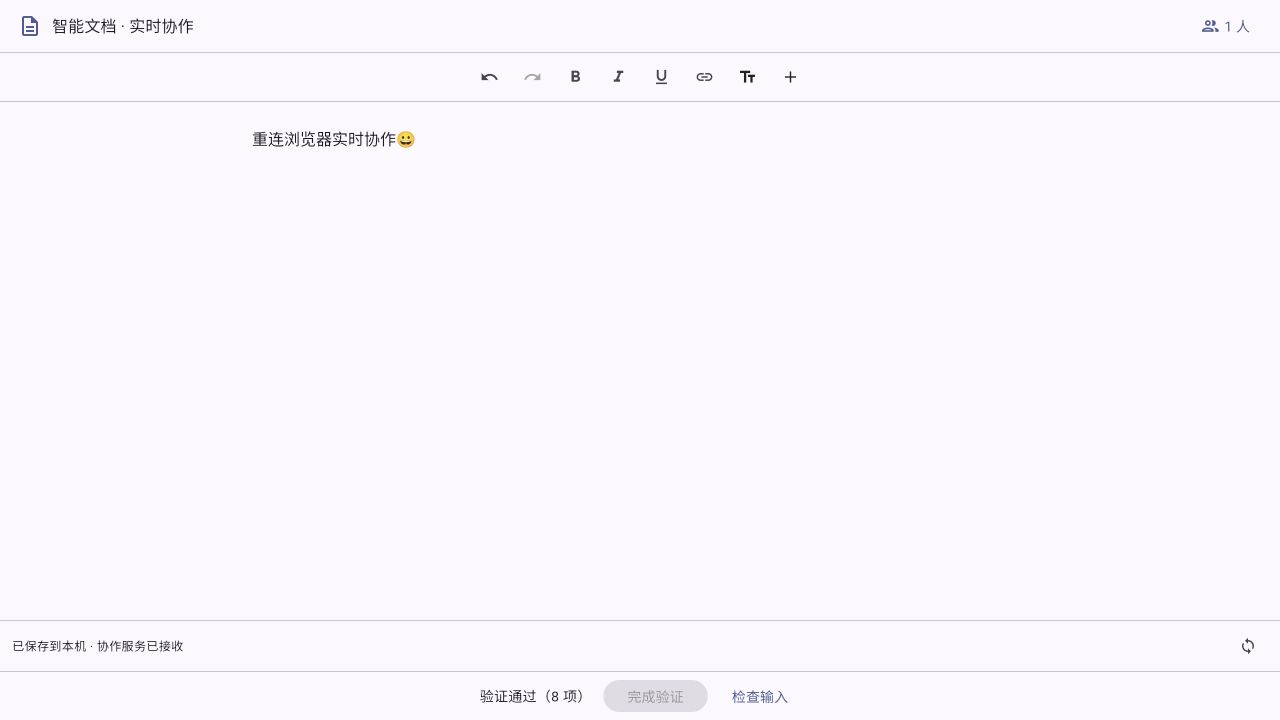 智能文档 · 实时协作
1 人
B I U Tт +
重连浏览器实时协作😀
已保存到本机 · 协作服务已接收
验证通过（8 项） 完成验证 检查输入